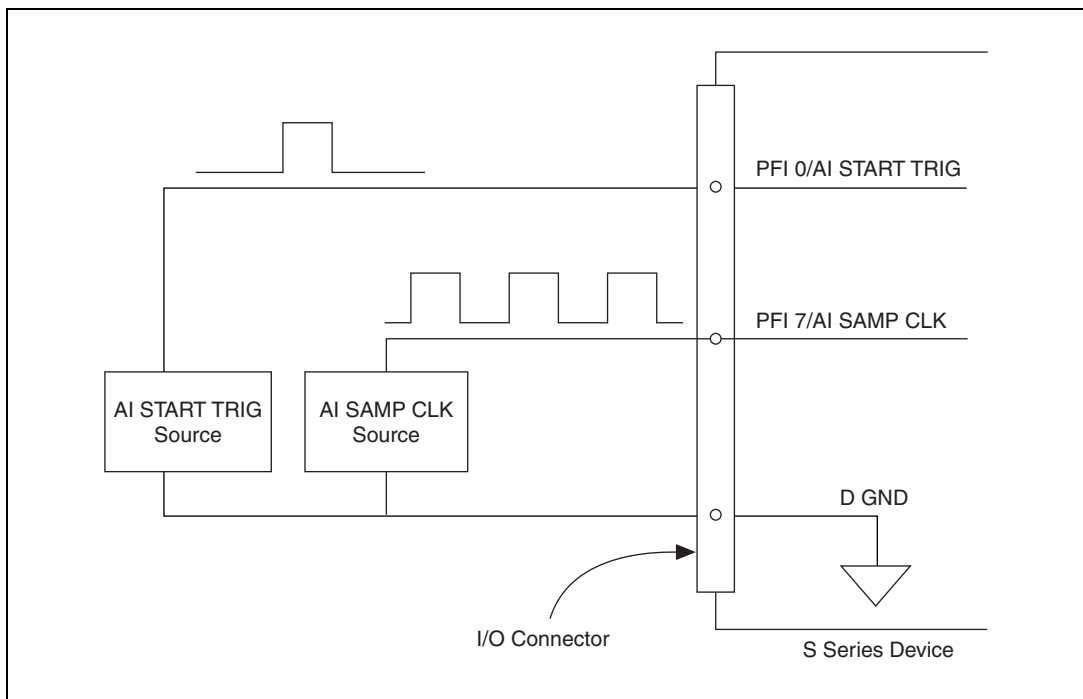 PFI 0/AI START TRIG
PFI 7/AI SAMP CLK
AI START TRIG
Source
AI SAMP CLK
Source
D GND
I/O Connector
S Series Device